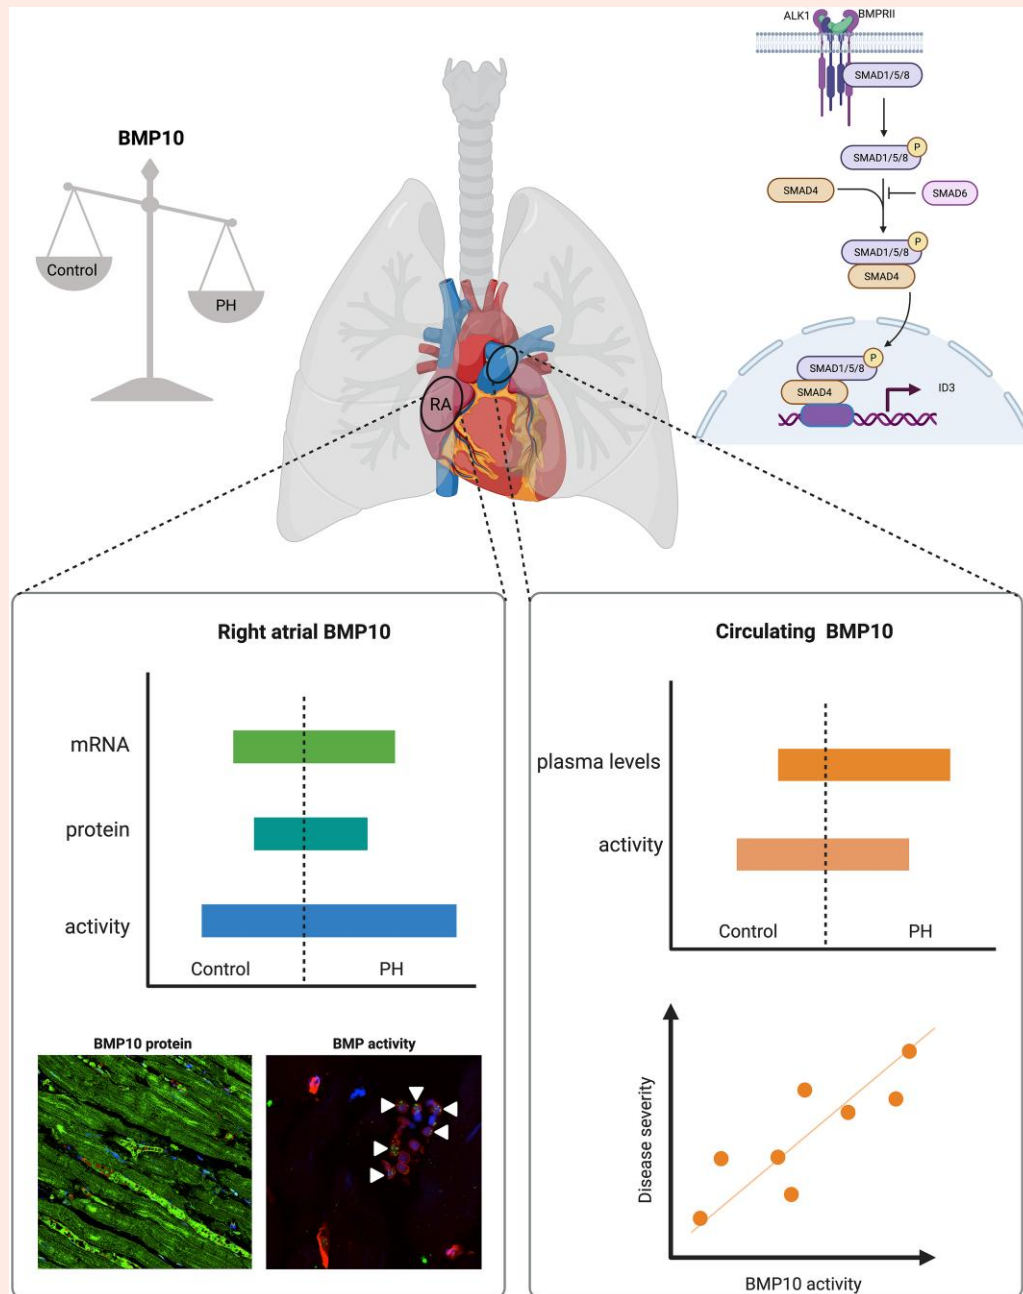 BMP10
Control
PH
RA
ALK1
BMPRII
SMAD1/5/8
P
SMAD1/5/8
SMAD4
SMAD6
P
SMAD1/5/8
SMAD4
P
SMAD1/5/8
SMAD4
ID3
Right atrial BMP10
mRNA
protein
activity
Control
PH
BMP10 protein
BMP activity
Circulating BMP10
plasma levels
activity
Control
PH
Disease severity
BMP10 activity